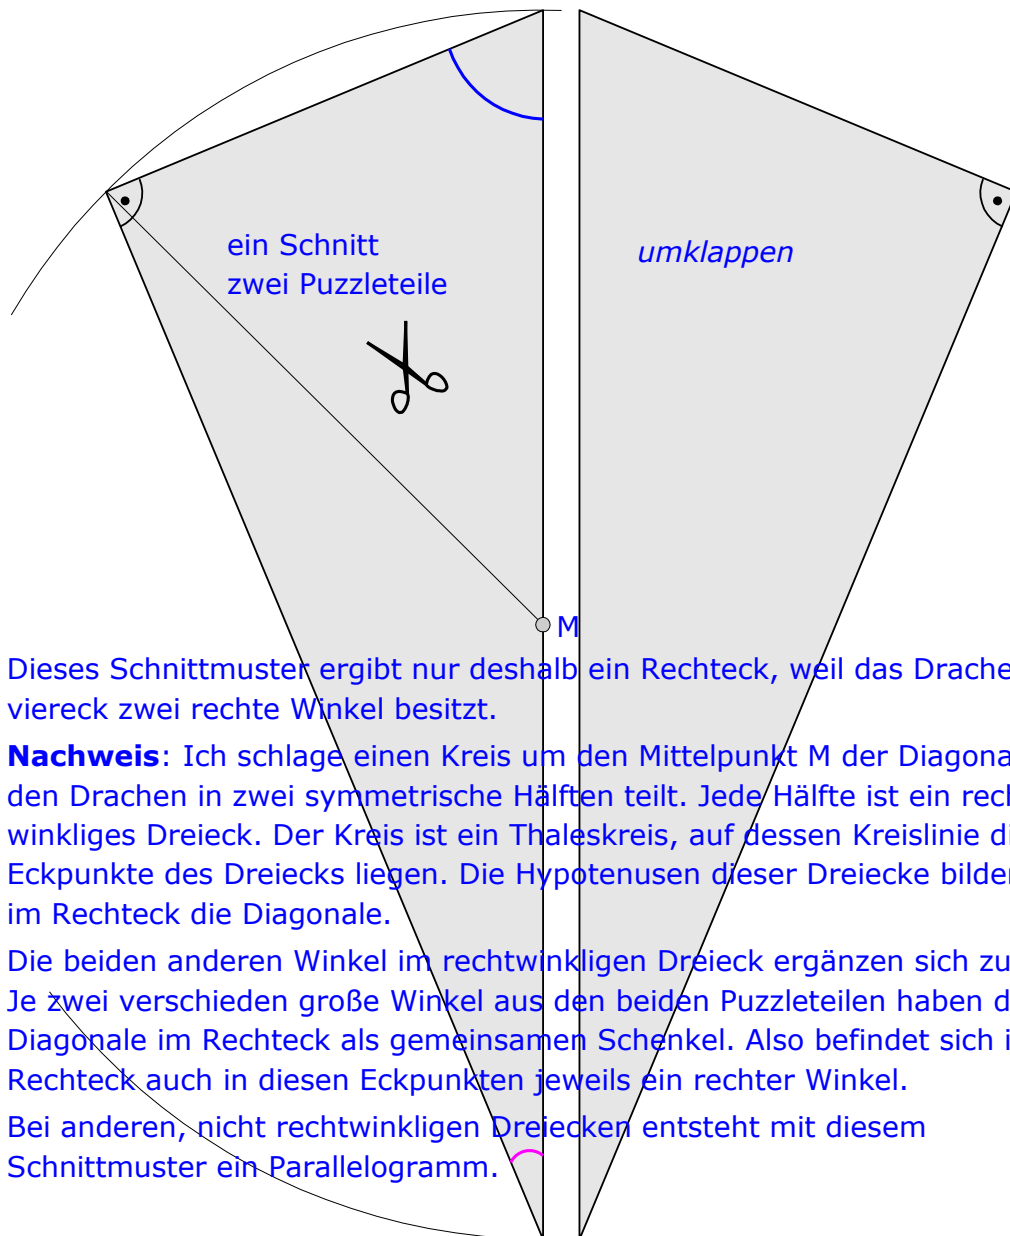 ein Schnitt
zwei Puzzleteile
umklappen
M
Dieses Schnittmuster ergibt nur deshalb ein Rechteck, weil das Drache
viereck zwei rechte Winkel besitzt.
Nachweis: Ich schlage einen Kreis um den Mittelpunkt M der Diagona
den Drachen in zwei symmetrische Hälften teilt. Jede Hälfte ist ein rech
winkliges Dreieck. Der Kreis ist ein Thaleskreis, auf dessen Kreislinie di
Eckpunkte des Dreiecks liegen. Die Hypotenusen dieser Dreiecke bilde
im Rechteck die Diagonale.
Die beiden anderen Winkel im rechtwinkligen Dreieck ergänzen sich zu
Je zwei verschieden große Winkel aus den beiden Puzzleteilen haben d
Diagonale im Rechteck als gemeinsamen Schenkel. Also befindet sich i
Rechteck auch in diesen Eckpunkten jeweils ein rechter Winkel.
Bei anderen, nicht rechtwinkligen Dreiecken entsteht mit diesem
Schnittmuster ein Parallelogramm.